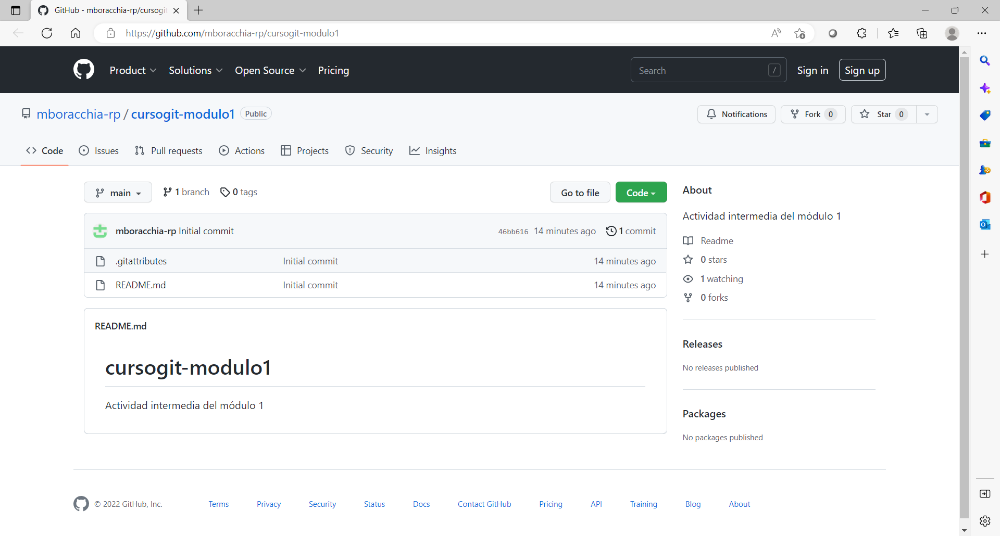 GitHub - mboracchia-rp/cursogit
https://github.com/mboracchia-rp/cursogit-modulo1
Product Solutions Open Source Pricing Search / Sign in Sign up
mboracchia-rp / cursogit-modulo1 Public Notifications Fork 0 Star 0
Code Issues Pull requests Actions Projects Security Insights
main 1 branch 0 tags Go to file Code
mboracchia-rp Initial commit 46bb616 14 minutes ago 1 commit
.gitattributes Initial commit 14 minutes ago
README.md Initial commit 14 minutes ago
README.md
cursogit-modulo1
Actividad intermedia del módulo 1
About
Actividad intermedia del módulo 1
Readme
0 stars
1 watching
0 forks
Releases
No releases published
Packages
No packages published
© 2022 GitHub, Inc. Terms Privacy Security Status Docs Contact GitHub Pricing API Training Blog About